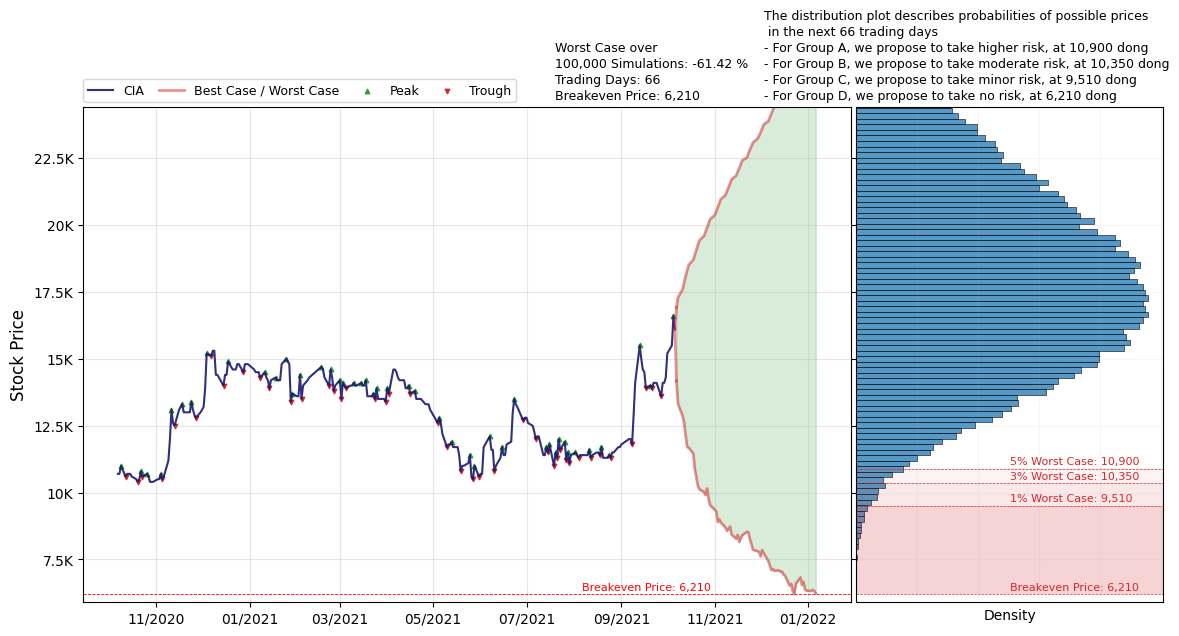 The distribution plot describes probabilities of possible prices
in the next 66 trading days
- For Group A, we propose to take higher risk, at 10,900 dong
- For Group B, we propose to take moderate risk, at 10,350 dong
- For Group C, we propose to take minor risk, at 9,510 dong
- For Group D, we propose to take no risk, at 6,210 dong
Worst Case over
100,000 Simulations: -61.42 %
Trading Days: 66
Breakeven Price: 6,210
CIA
Best Case / Worst Case
Peak
Trough
Stock Price
22.5K
20K
17.5K
15K
12.5K
10K
7.5K
Breakeven Price: 6,210
11/2020
01/2021
03/2021
05/2021
07/2021
09/2021
11/2021
01/2022
5% Worst Case: 10,900
3% Worst Case: 10,350
1% Worst Case: 9,510
Breakeven Price: 6,210
Density